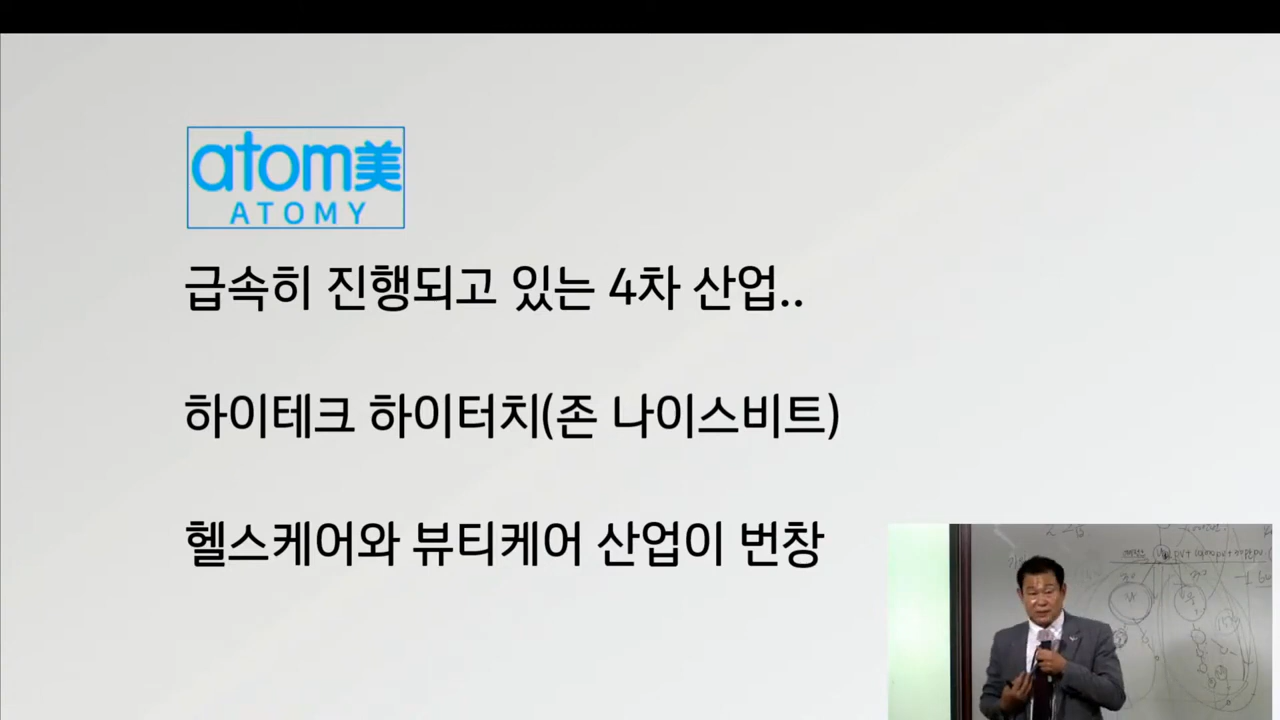 atom美
ATOMY
급속히 진행되고 있는 4차 산업..
하이테크 하이터치(존 나이스비트)
헬스케어와 뷰티케어 산업이 번창